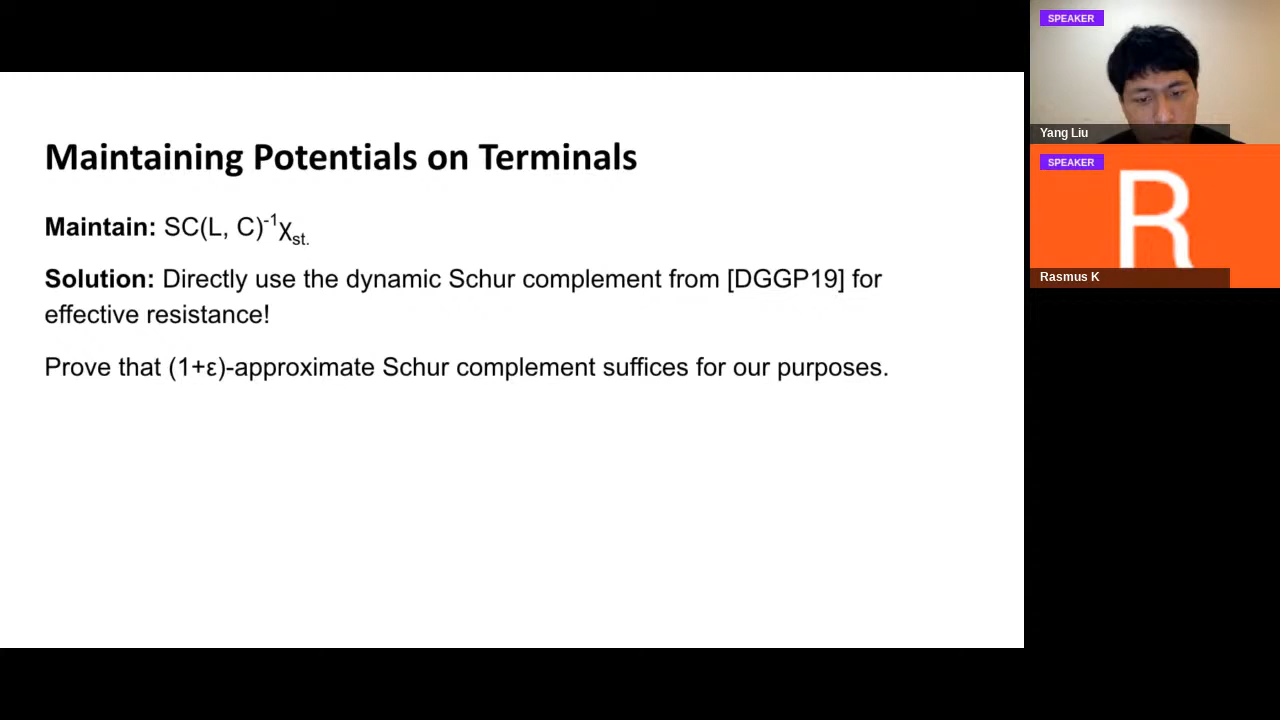 Maintaining Potentials on Terminals
Maintain: SC(L, C)⁻¹χst.
Solution: Directly use the dynamic Schur complement from [DGGP19] for
effective resistance!
Prove that (1+ε)-approximate Schur complement suffices for our purposes.
SPEAKER
Yang Liu
SPEAKER
R
Rasmus K